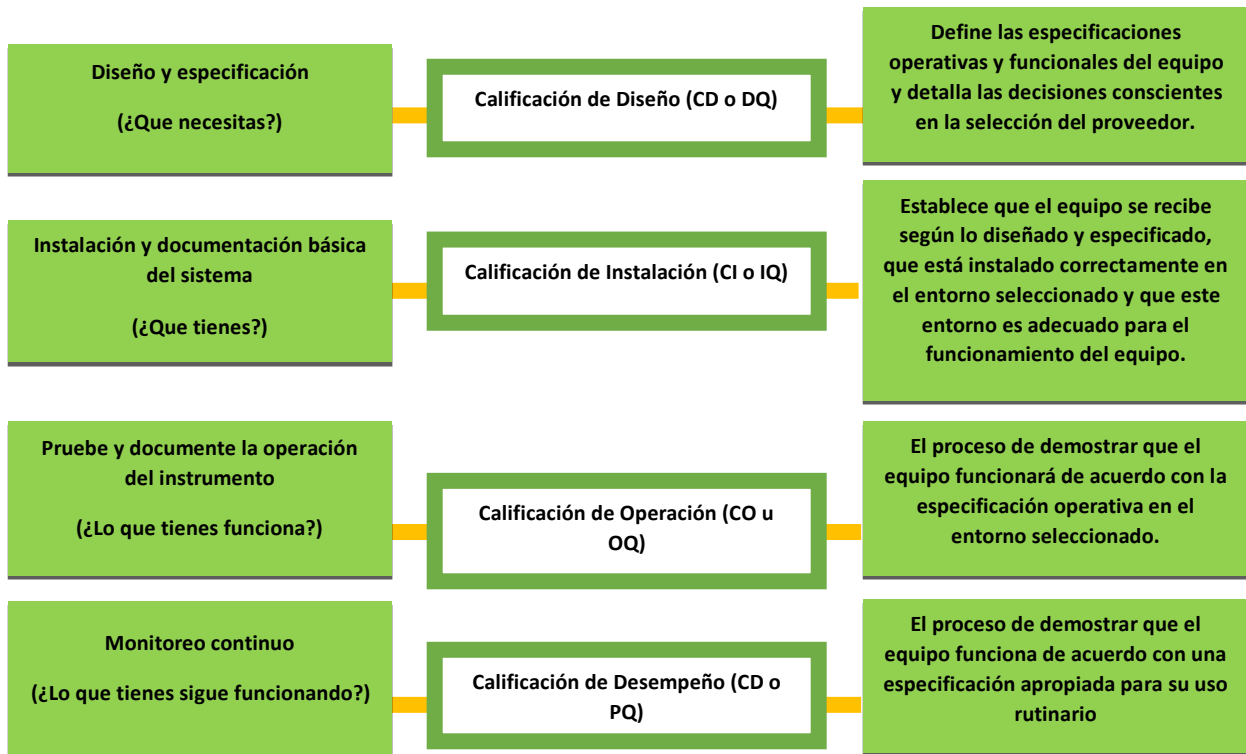 Diseño y especificación
(¿Que necesitas?)
Calificación de Diseño (CD o DQ)
Define las especificaciones
operativas y funcionales del equipo
y detalla las decisiones conscientes
en la selección del proveedor.
Instalación y documentación básica
del sistema
(¿Que tienes?)
Calificación de Instalación (CI o IQ)
Establece que el equipo se recibe
según lo diseñado y especificado,
que está instalado correctamente en
el entorno seleccionado y que este
entorno es adecuado para el
funcionamiento del equipo.
Pruebe y documente la operación
del instrumento
(¿Lo que tienes funciona?)
Calificación de Operación (CO u
OQ)
El proceso de demostrar que el
equipo funcionará de acuerdo con la
especificación operativa en el
entorno seleccionado.
Monitoreo continuo
(¿Lo que tienes sigue funcionando?)
Calificación de Desempeño (CD o
PQ)
El proceso de demostrar que el
equipo funciona de acuerdo con una
especificación apropiada para su uso
rutinario